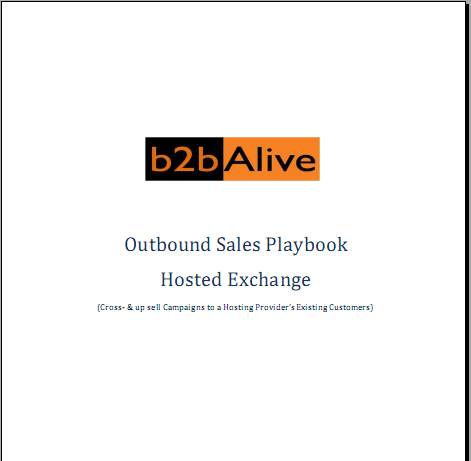 b2bAlive
Outbound Sales Playbook
Hosted Exchange
(Cross- & up sell Campaigns to a Hosting Provider's Existing Customers)